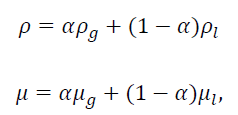 ρ = αρ_g + (1 − α)ρ_l
μ = αμ_g + (1 − α)μ_l,